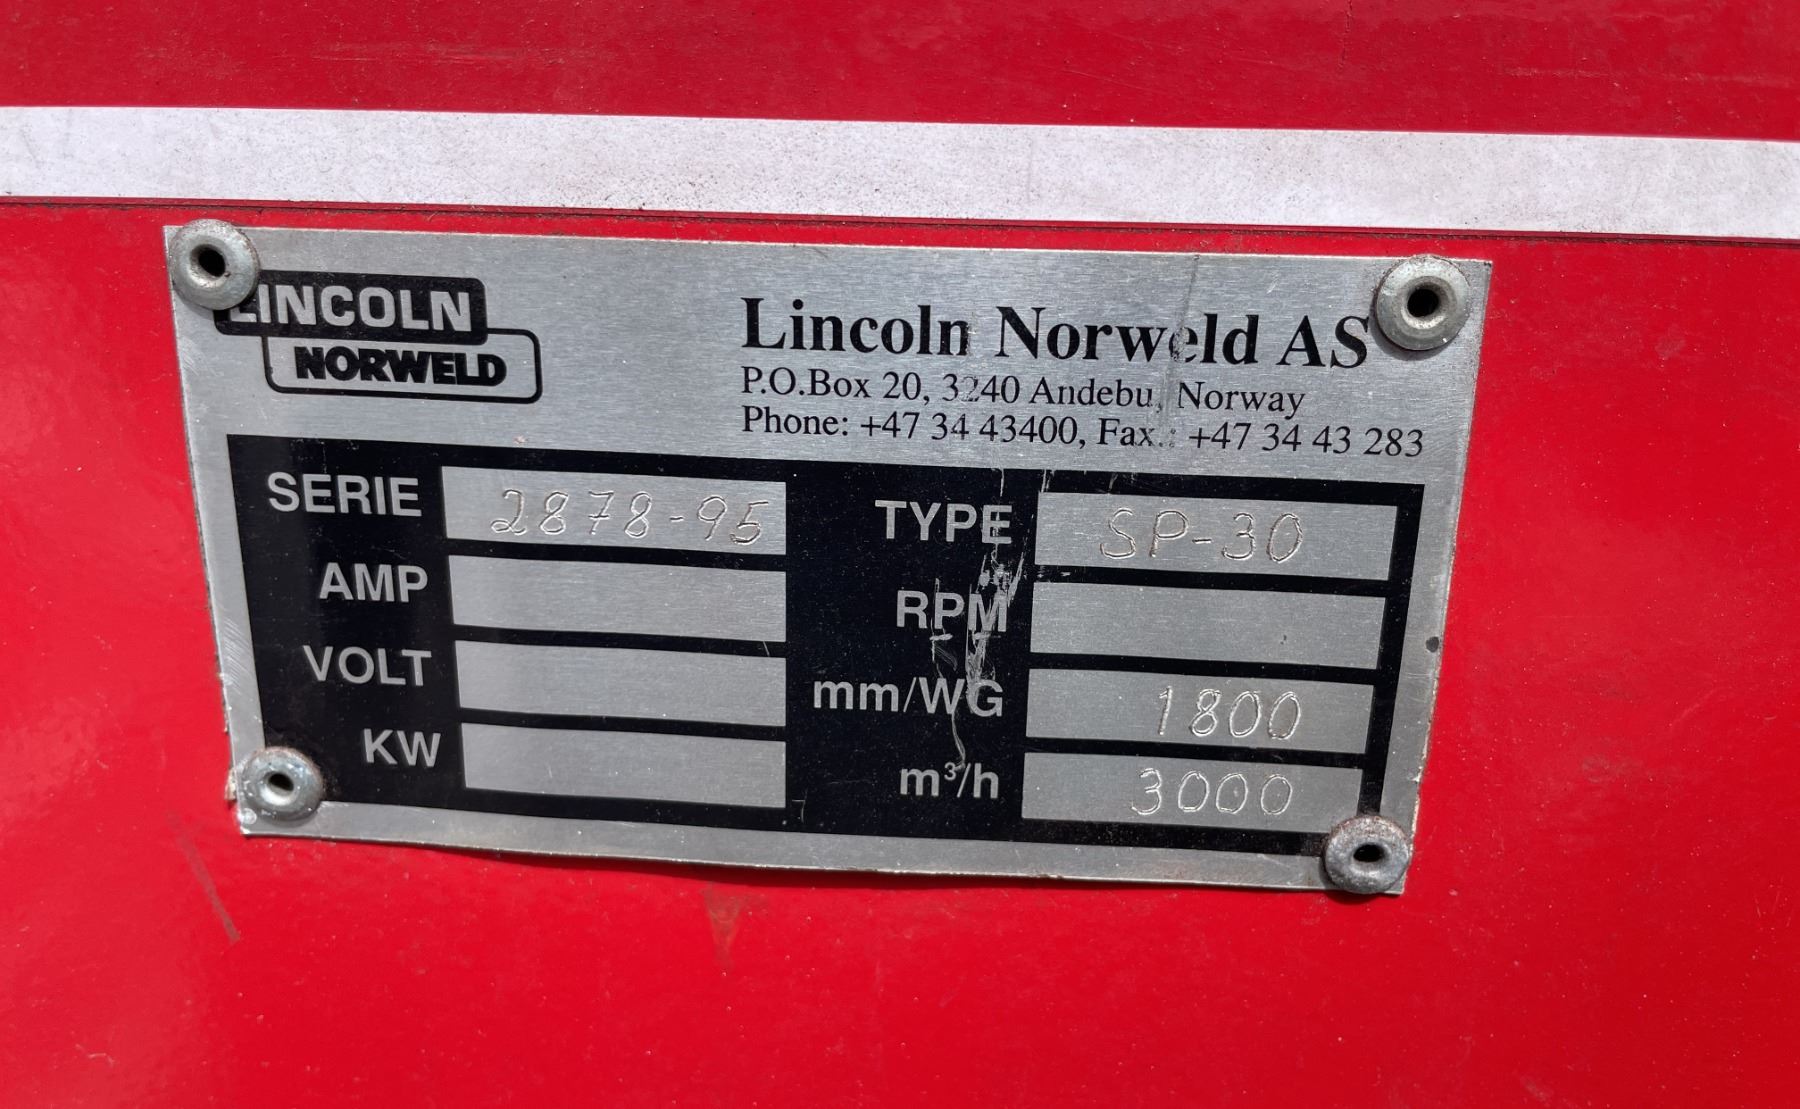 LINCOLN
NORWELD
Lincoln Norweld AS
P.O.Box 20, 3240 Andebu, Norway
Phone: +47 34 43400, Fax.: +47 34 43 283
SERIE 2878-95 TYPE SP-30
AMP RPM
VOLT mm/WG 1800
KW m³/h 3000